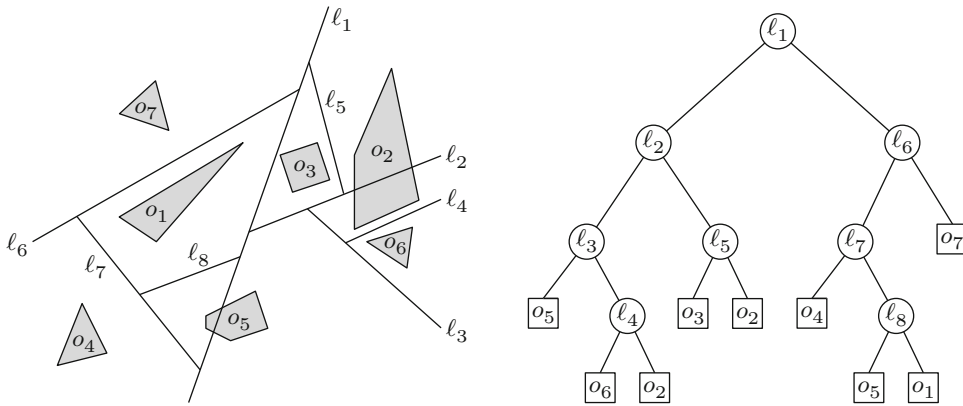 ℓ₁
o₇
ℓ₅
o₂
ℓ₂
o₃
ℓ₄
o₁
ℓ₆
o₆
ℓ₈
ℓ₇
o₅
ℓ₃
o₄
ℓ₁
ℓ₂ ℓ₆
ℓ₃ ℓ₅ ℓ₇ o₇
o₅ ℓ₄ o₃ o₂ o₄ ℓ₈
o₆ o₂ o₅ o₁